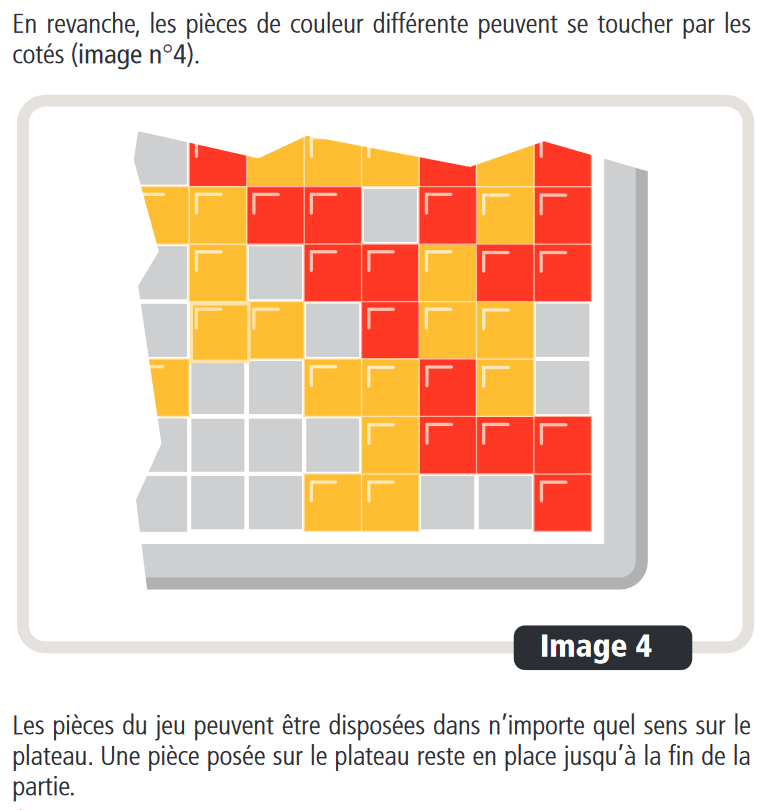 En revanche, les pièces de couleur différente peuvent se toucher par les
cotés (image n°4).
Image 4
Les pièces du jeu peuvent être disposées dans n’importe quel sens sur le
plateau. Une pièce posée sur le plateau reste en place jusqu’à la fin de la
partie.